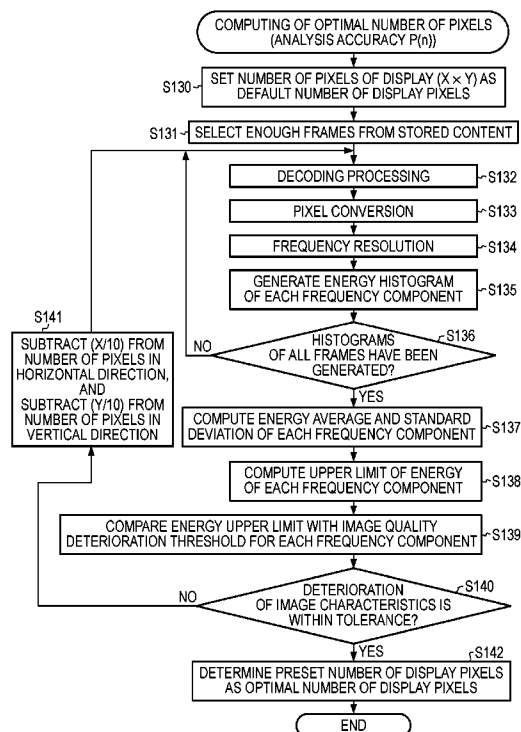 COMPUTING OF OPTIMAL NUMBER OF PIXELS
(ANALYSIS ACCURACY P(n))
S130
SET NUMBER OF PIXELS OF DISPLAY (X × Y) AS
DEFAULT NUMBER OF DISPLAY PIXELS
S131
SELECT ENOUGH FRAMES FROM STORED CONTENT
DECODING PROCESSING
S132
PIXEL CONVERSION
S133
FREQUENCY RESOLUTION
S134
GENERATE ENERGY HISTOGRAM
OF EACH FREQUENCY COMPONENT
S135
S141
SUBTRACT (X/10) FROM
NUMBER OF PIXELS IN
HORIZONTAL DIRECTION,
AND
SUBTRACT (Y/10) FROM
NUMBER OF PIXELS IN
VERTICAL DIRECTION
NO
HISTOGRAMS
OF ALL FRAMES HAVE BEEN
GENERATED?
S136
YES
COMPUTE ENERGY AVERAGE AND STANDARD
DEVIATION OF EACH FREQUENCY COMPONENT
S137
COMPUTE UPPER LIMIT OF ENERGY
OF EACH FREQUENCY COMPONENT
S138
COMPARE ENERGY UPPER LIMIT WITH IMAGE QUALITY
DETERIORATION THRESHOLD FOR EACH FREQUENCY COMPONENT
S139
NO
DETERIORATION
OF IMAGE CHARACTERISTICS IS
WITHIN TOLERANCE?
S140
YES
S142
DETERMINE PRESET NUMBER OF DISPLAY PIXELS
AS OPTIMAL NUMBER OF DISPLAY PIXELS
END